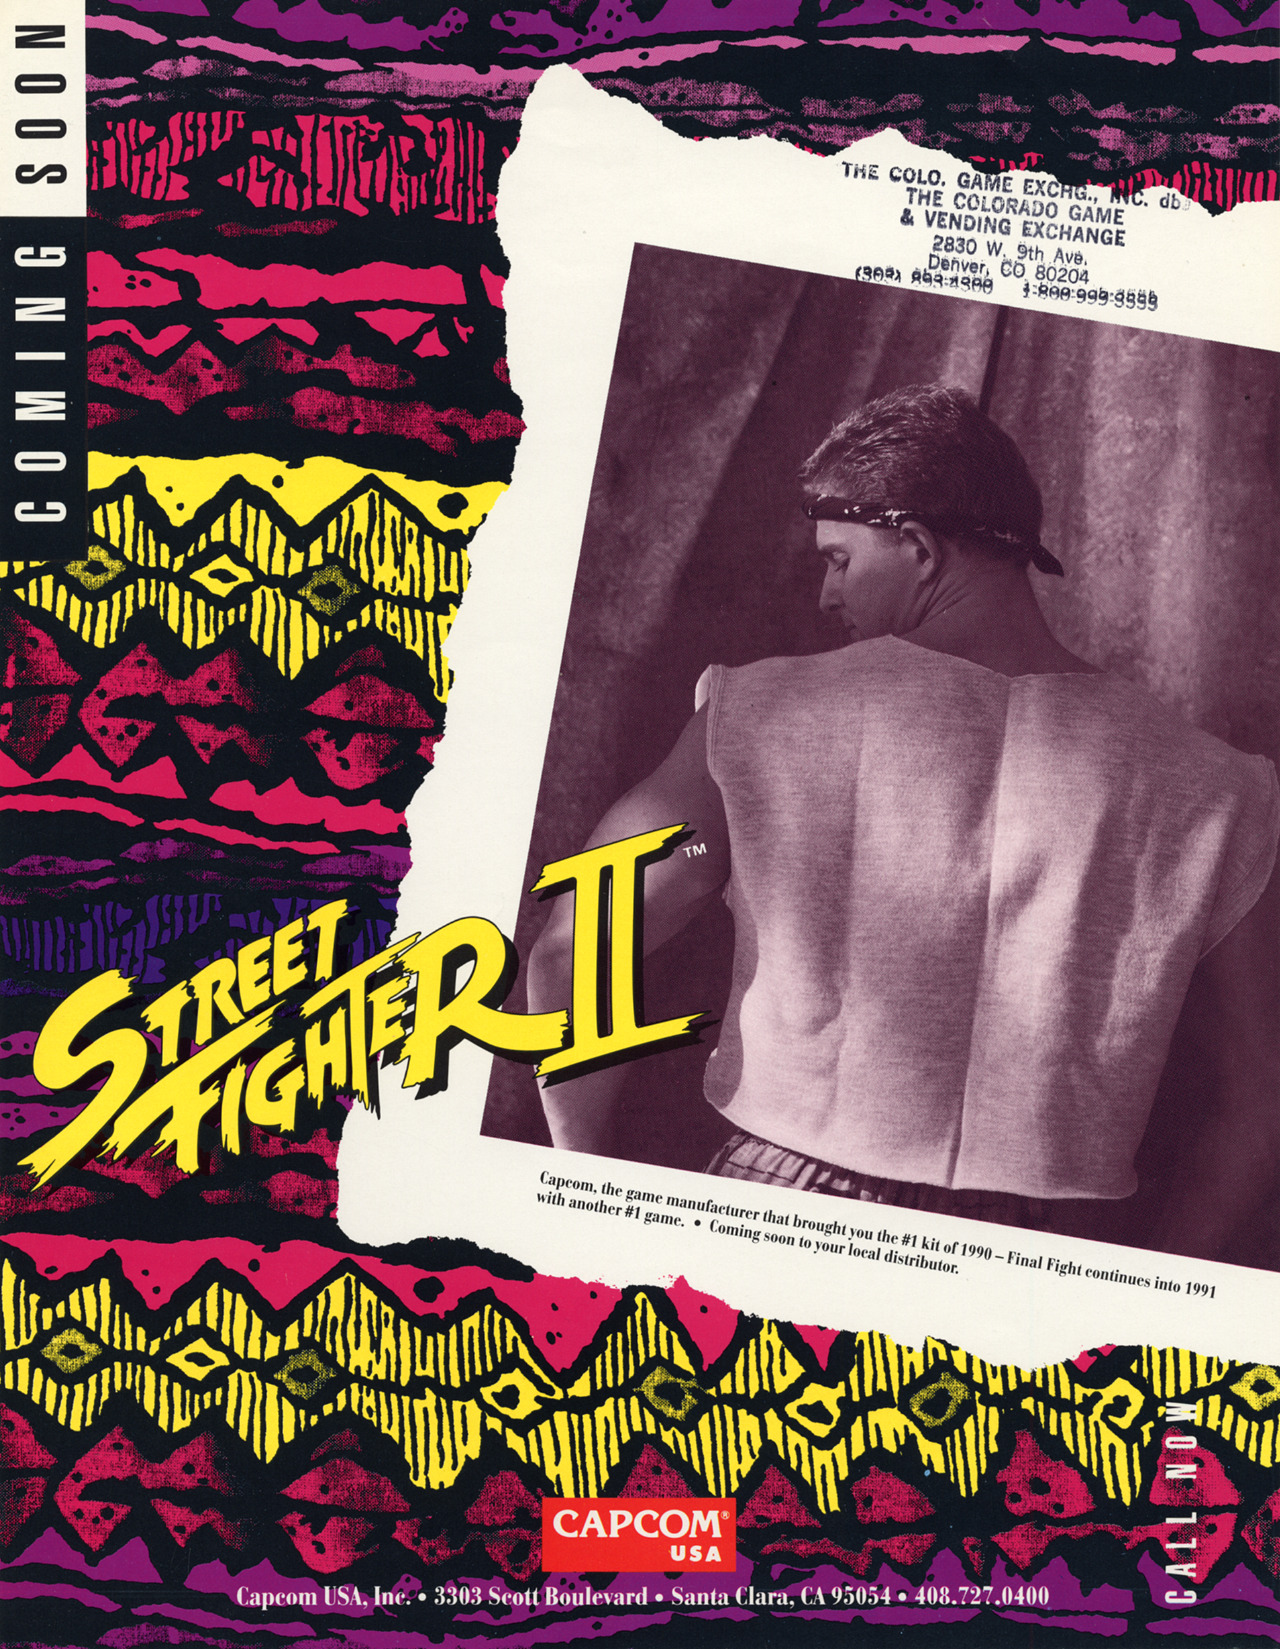 COMING SOON
THE COLO. GAME EXCHG., INC. db
THE COLORADO GAME
& VENDING EXCHANGE
2830 W. 9th Ave.
Denver, CO 80204
STREET
FIGHTER II ™
Capcom, the game manufacturer that brought you the #1 kit of 1990 – Final Fight continues into 1991
with another #1 game. • Coming soon to your local distributor.
CALL NOW
CAPCOM®
USA
Capcom USA, Inc. • 3303 Scott Boulevard • Santa Clara, CA 95054 • 408.727.0400